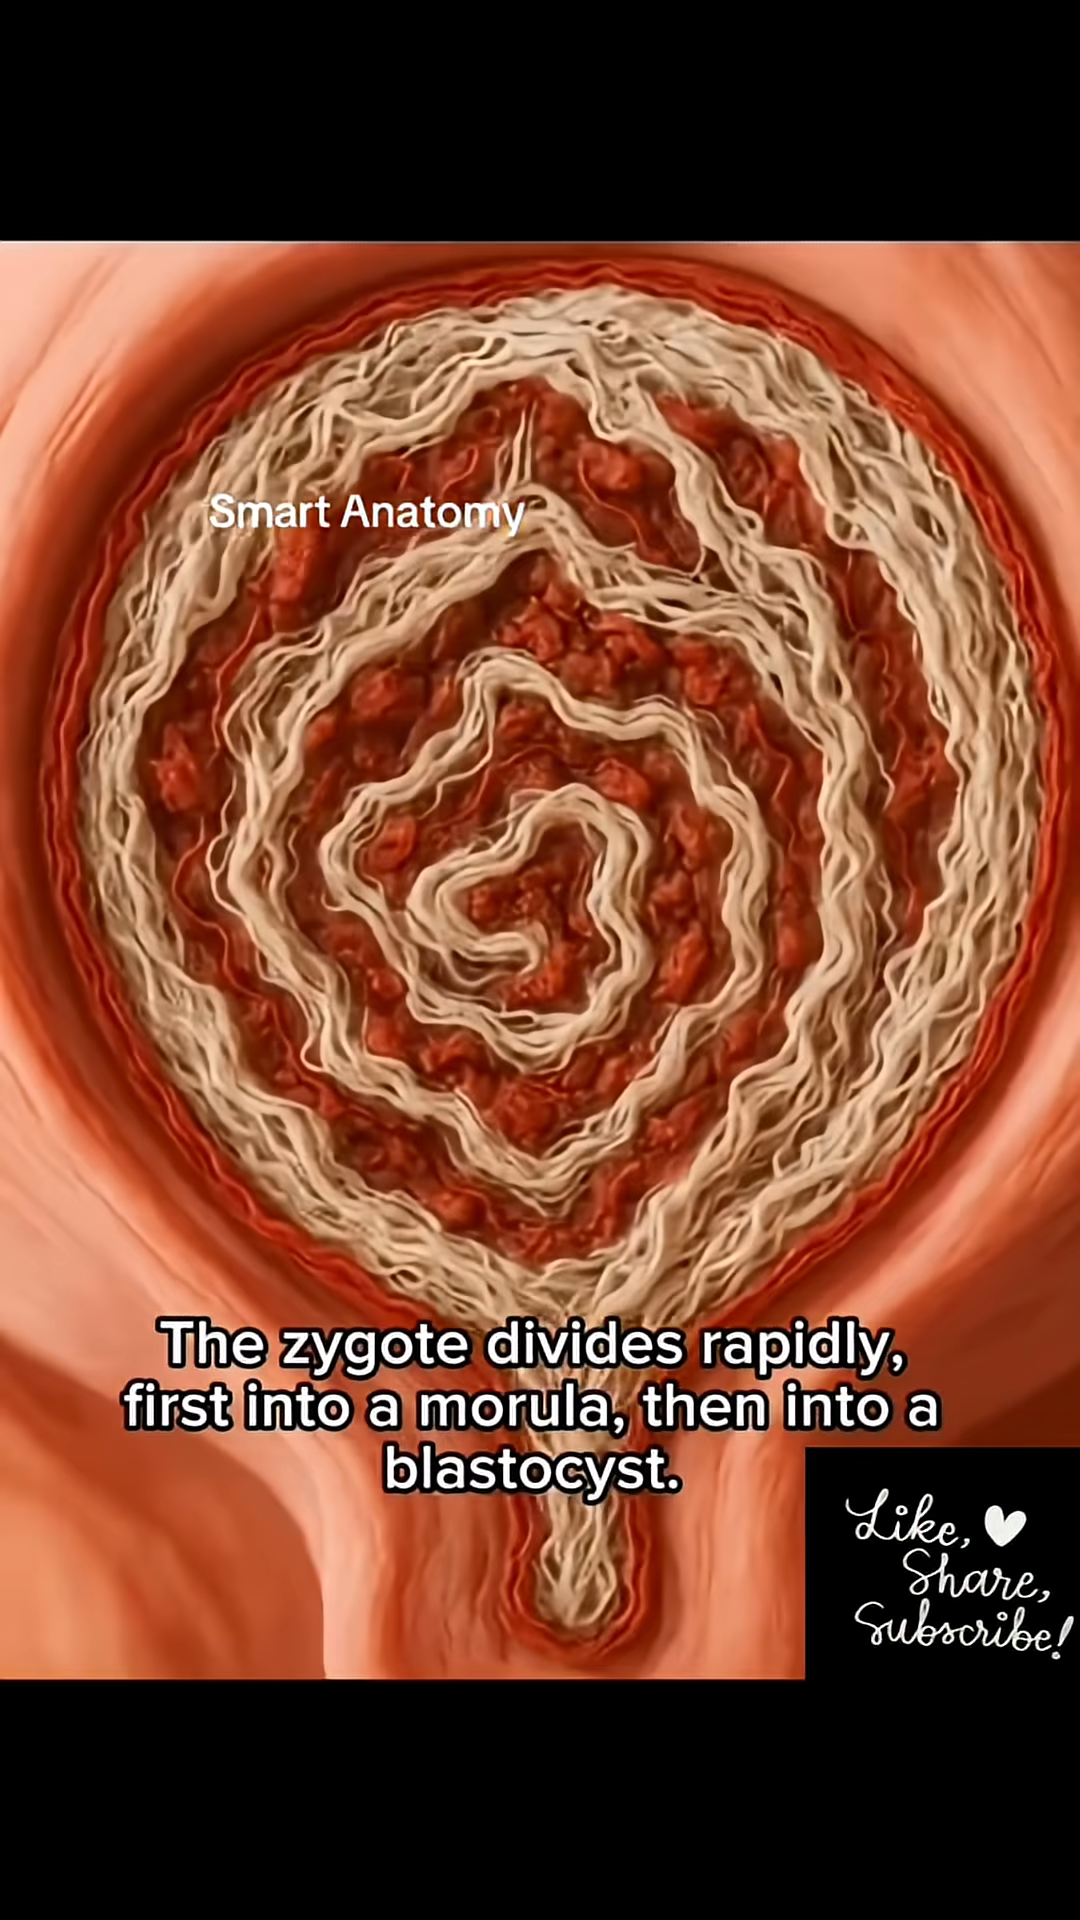 Smart Anatomy
The zygote divides rapidly,
first into a morula, then into a
blastocyst.
Like,
Share,
Subscribe!